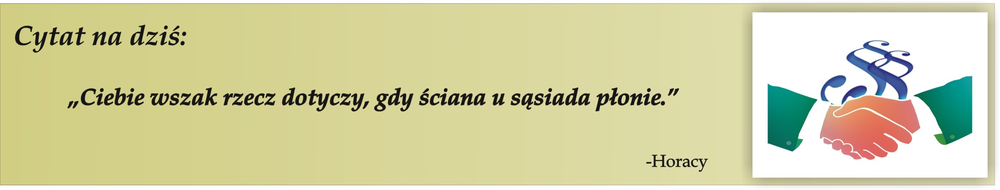 Cytat na dziś:
„Ciebie wszak rzecz dotyczy, gdy ściana u sąsiada płonie.”
-Horacy